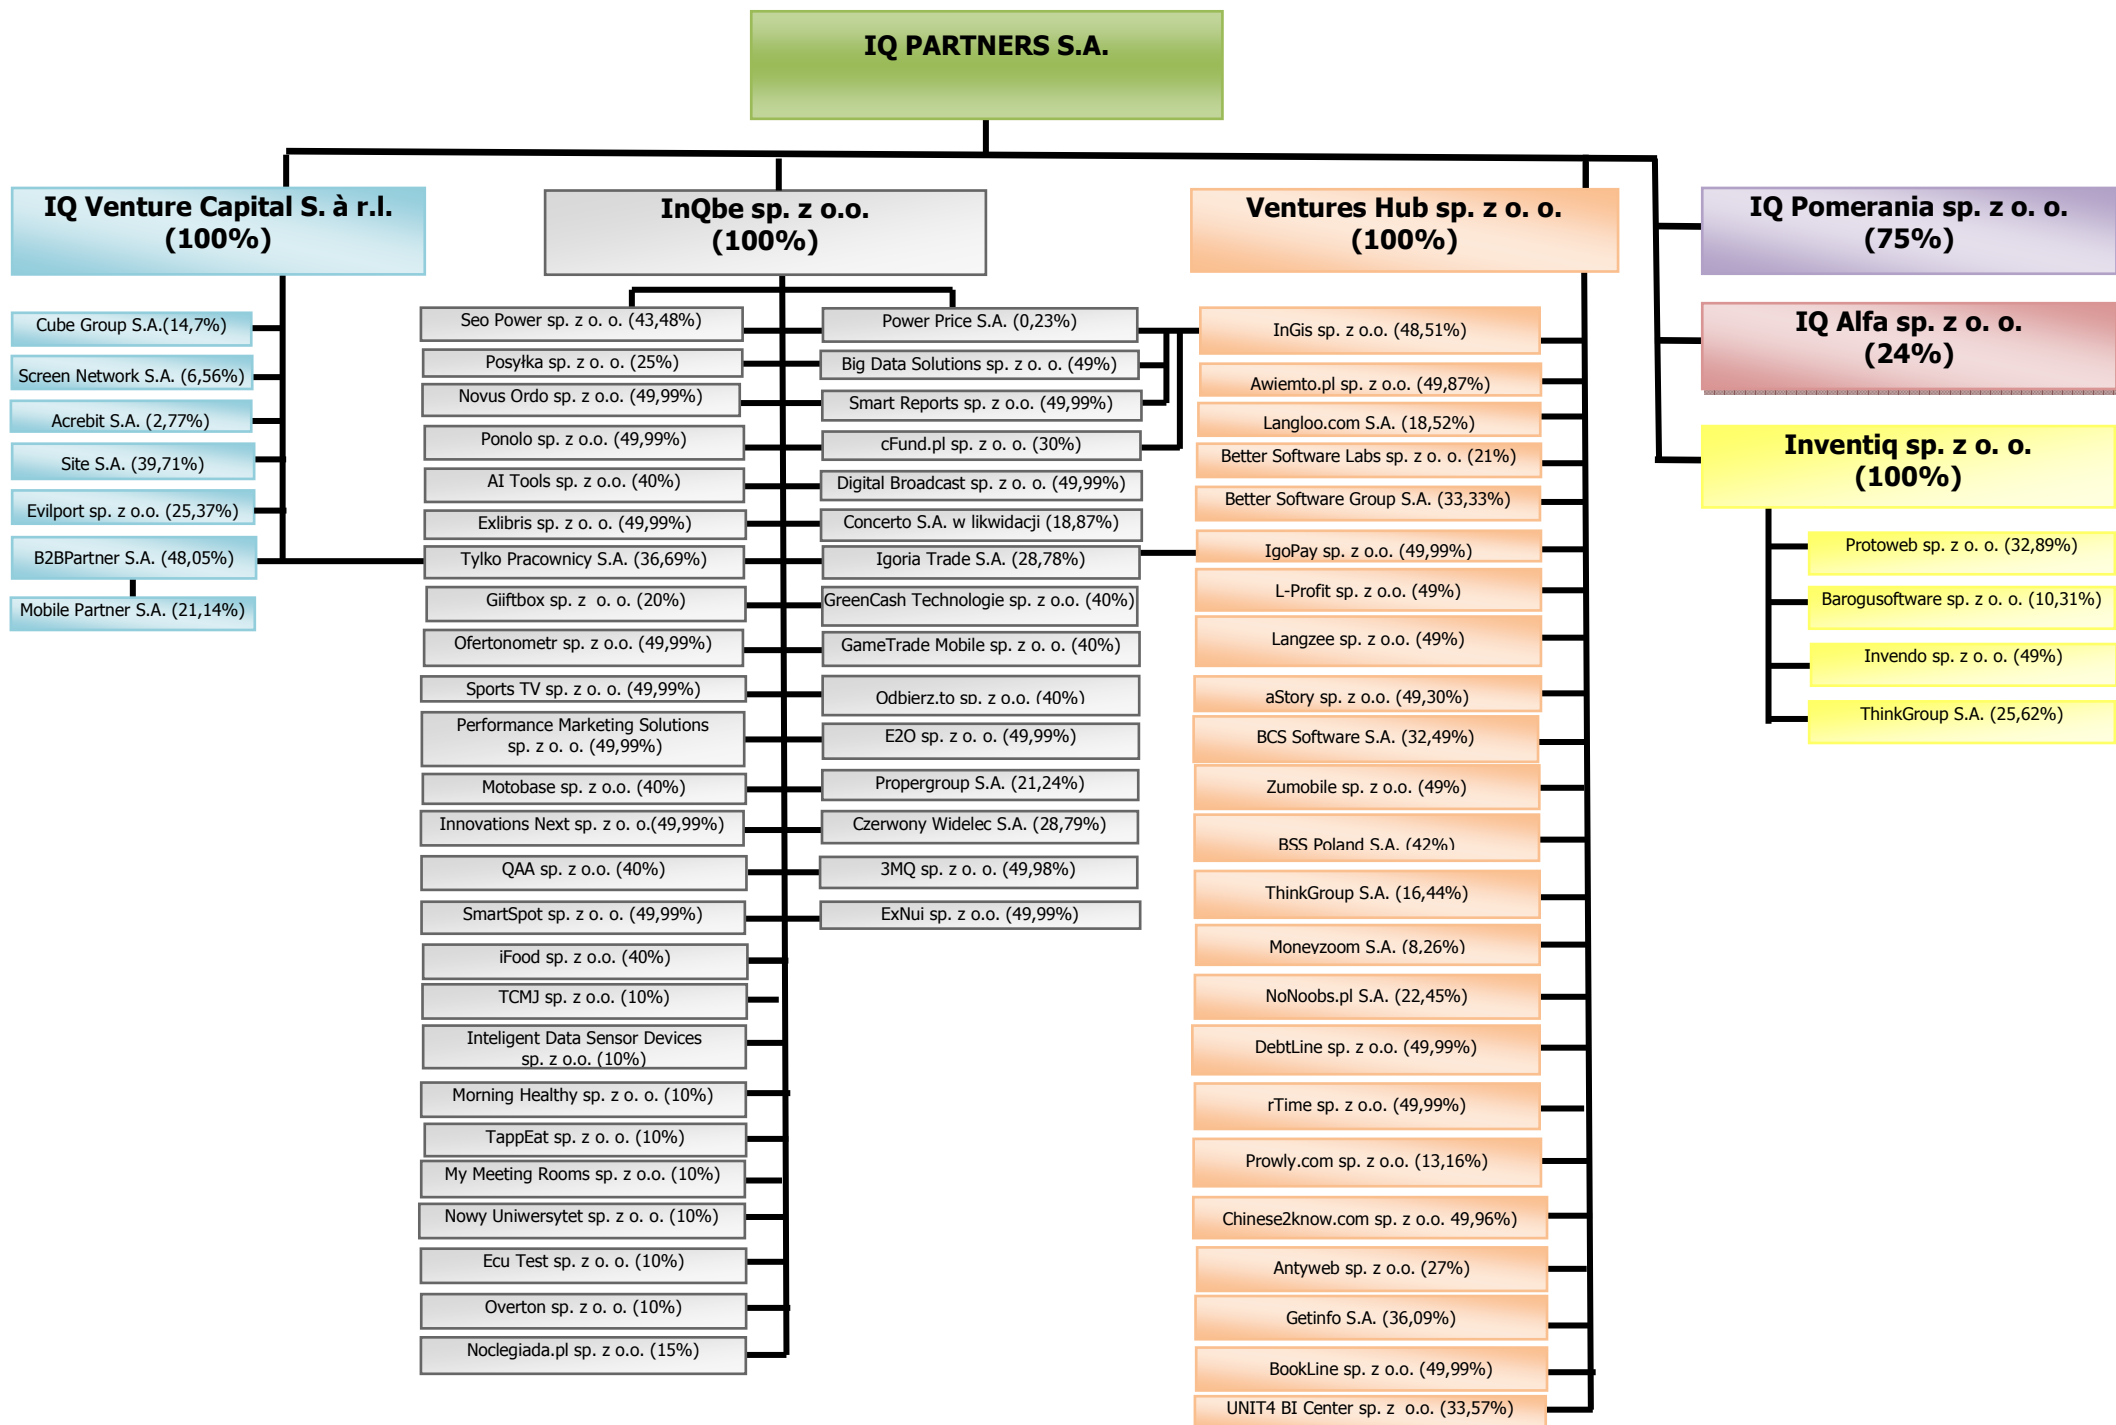 IQ PARTNERS S.A.
IQ Venture Capital S. à r.l.
(100%)
Cube Group S.A.(14,7%)
Screen Network S.A. (6,56%)
Acrebit S.A. (2,77%)
Site S.A. (39,71%)
Evilport sp. z o.o. (25,37%)
B2BPartner S.A. (48,05%)
Mobile Partner S.A. (21,14%)
InQbe sp. z o.o.
(100%)
Seo Power sp. z o. o. (43,48%)
Posyłka sp. z o. o. (25%)
Novus Ordo sp. z o.o. (49,99%)
Ponolo sp. z o.o. (49,99%)
AI Tools sp. z o.o. (40%)
Exlibris sp. z o. o. (49,99%)
Tylko Pracownicy S.A. (36,69%)
Giiftbox sp. z o. o. (20%)
Ofertonometr sp. z o.o. (49,99%)
Sports TV sp. z o. o. (49,99%)
Performance Marketing Solutions
sp. z o. o. (49,99%)
Motobase sp. z o.o. (40%)
Innovations Next sp. z o. o.(49,99%)
QAA sp. z o.o. (40%)
SmartSpot sp. z o. o. (49,99%)
iFood sp. z o.o. (40%)
TCMJ sp. z o.o. (10%)
Inteligent Data Sensor Devices
sp. z o.o. (10%)
Morning Healthy sp. z o. o. (10%)
TappEat sp. z o. o. (10%)
My Meeting Rooms sp. z o.o. (10%)
Nowy Uniwersytet sp. z o. o. (10%)
Ecu Test sp. z o. o. (10%)
Overton sp. z o. o. (10%)
Noclegiada.pl sp. z o.o. (15%)
Power Price S.A. (0,23%)
Big Data Solutions sp. z o. o. (49%)
Smart Reports sp. z o.o. (49,99%)
cFund.pl sp. z o. o. (30%)
Digital Broadcast sp. z o. o. (49,99%)
Concerto S.A. w likwidacji (18,87%)
Igoria Trade S.A. (28,78%)
GreenCash Technologie sp. z o.o. (40%)
GameTrade Mobile sp. z o. o. (40%)
Odbierz.to sp. z o.o. (40%)
E2O sp. z o. o. (49,99%)
Propergroup S.A. (21,24%)
Czerwony Widelec S.A. (28,79%)
3MQ sp. z o. o. (49,98%)
ExNui sp. z o.o. (49,99%)
Ventures Hub sp. z o. o.
(100%)
InGis sp. z o.o. (48,51%)
Awiemto.pl sp. z o.o. (49,87%)
Langloo.com S.A. (18,52%)
Better Software Labs sp. z o. o. (21%)
Better Software Group S.A. (33,33%)
IgoPay sp. z o.o. (49,99%)
L-Profit sp. z o.o. (49%)
Langzee sp. z o.o. (49%)
aStory sp. z o.o. (49,30%)
BCS Software S.A. (32,49%)
Zumobile sp. z o.o. (49%)
BSS Poland S.A. (42%)
ThinkGroup S.A. (16,44%)
Moneyzoom S.A. (8,26%)
NoNoobs.pl S.A. (22,45%)
DebtLine sp. z o.o. (49,99%)
rTime sp. z o.o. (49,99%)
Prowly.com sp. z o.o. (13,16%)
Chinese2know.com sp. z o.o. 49,96%)
Antyweb sp. z o.o. (27%)
Getinfo S.A. (36,09%)
BookLine sp. z o.o. (49,99%)
UNIT4 BI Center sp. z o.o. (33,57%)
IQ Pomerania sp. z o. o.
(75%)
IQ Alfa sp. z o. o.
(24%)
Inventiq sp. z o. o.
(100%)
Protoweb sp. z o. o. (32,89%)
Barogusoftware sp. z o. o. (10,31%)
Invendo sp. z o. o. (49%)
ThinkGroup S.A. (25,62%)